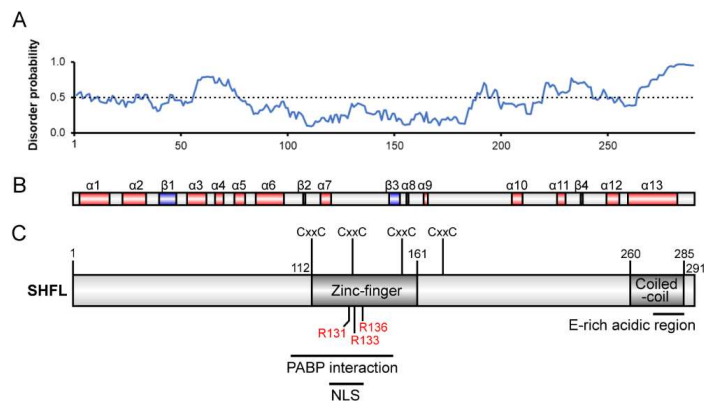 A
Disorder probability
1.0
0.5
0.0
1 50 100 150 200 250
B
α1 α2 β1 α3 α4 α5 α6 β2 α7 β3 α8 α9 α10 α11 β4 α12 α13
C
CxxC CxxC CxxC CxxC
1 112 161 260 285 291
SHFL
Zinc-finger
Coiled
-coil
R131 R136
R133
E-rich acidic region
PABP interaction
NLS